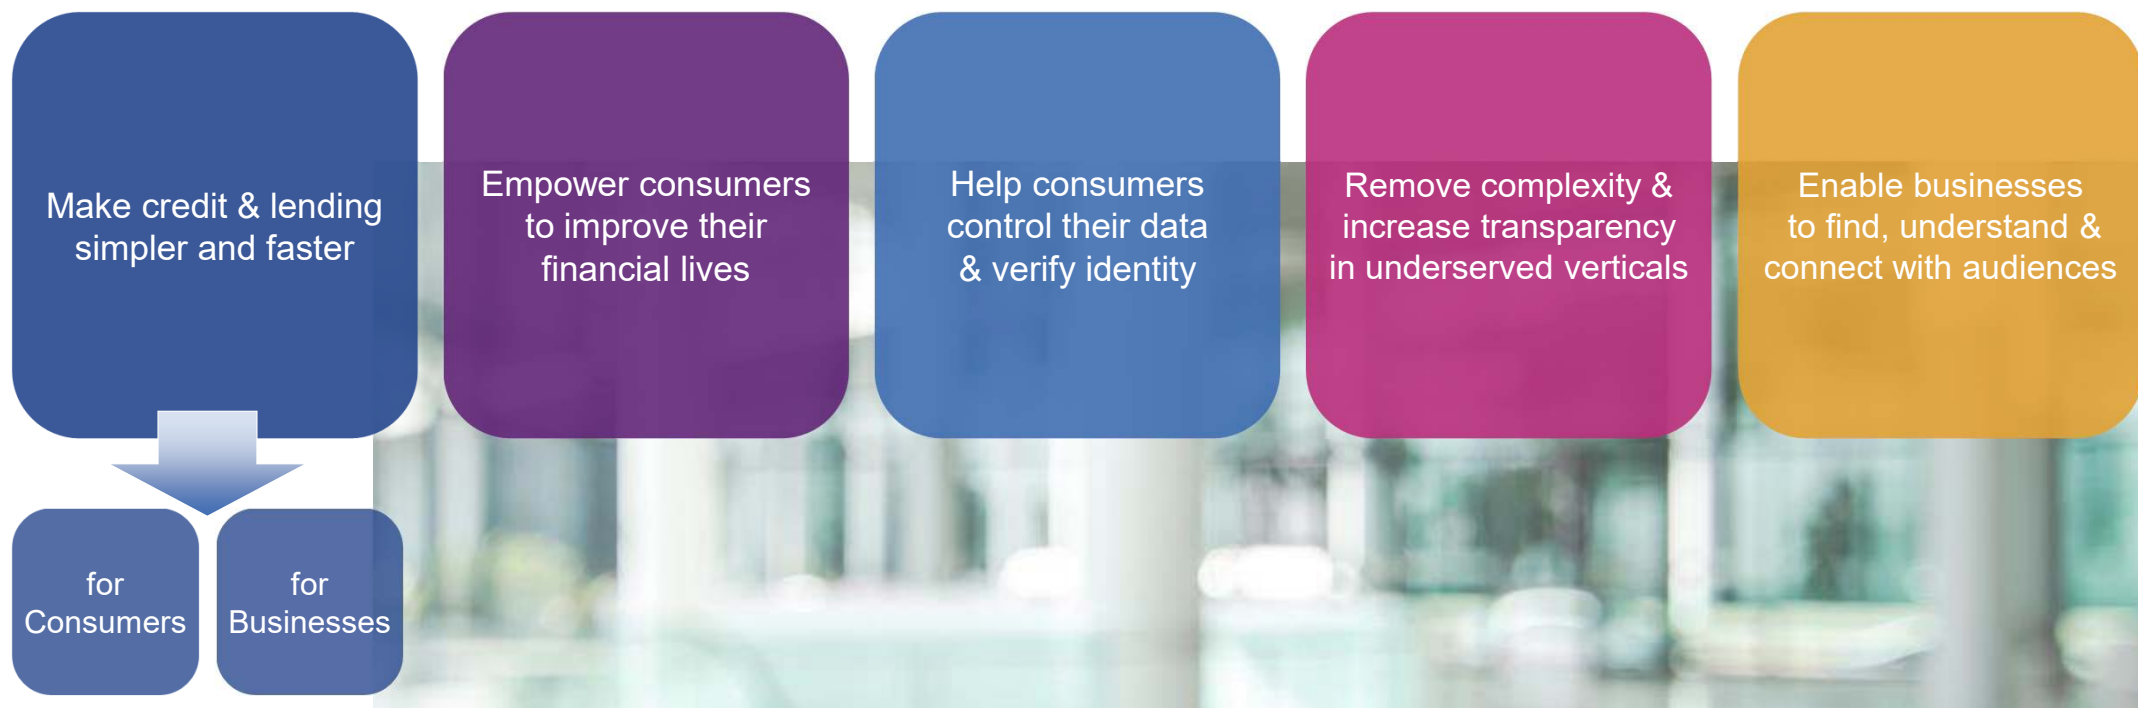 Make credit & lending
simpler and faster
Empower consumers
to improve their
financial lives
Help consumers
control their data
& verify identity
Remove complexity &
increase transparency
in underserved verticals
Enable businesses
to find, understand &
connect with audiences
for
Consumers
for
Businesses